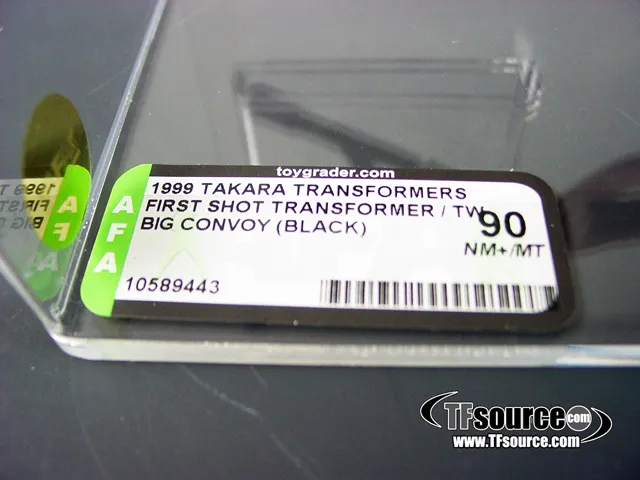 toygrader.com
AFA
1999 TAKARA TRANSFORMERS
FIRST SHOT TRANSFORMER / TW
BIG CONVOY (BLACK)
90
NM+/MT
10589443
TFsource.com
www.TFsource.com